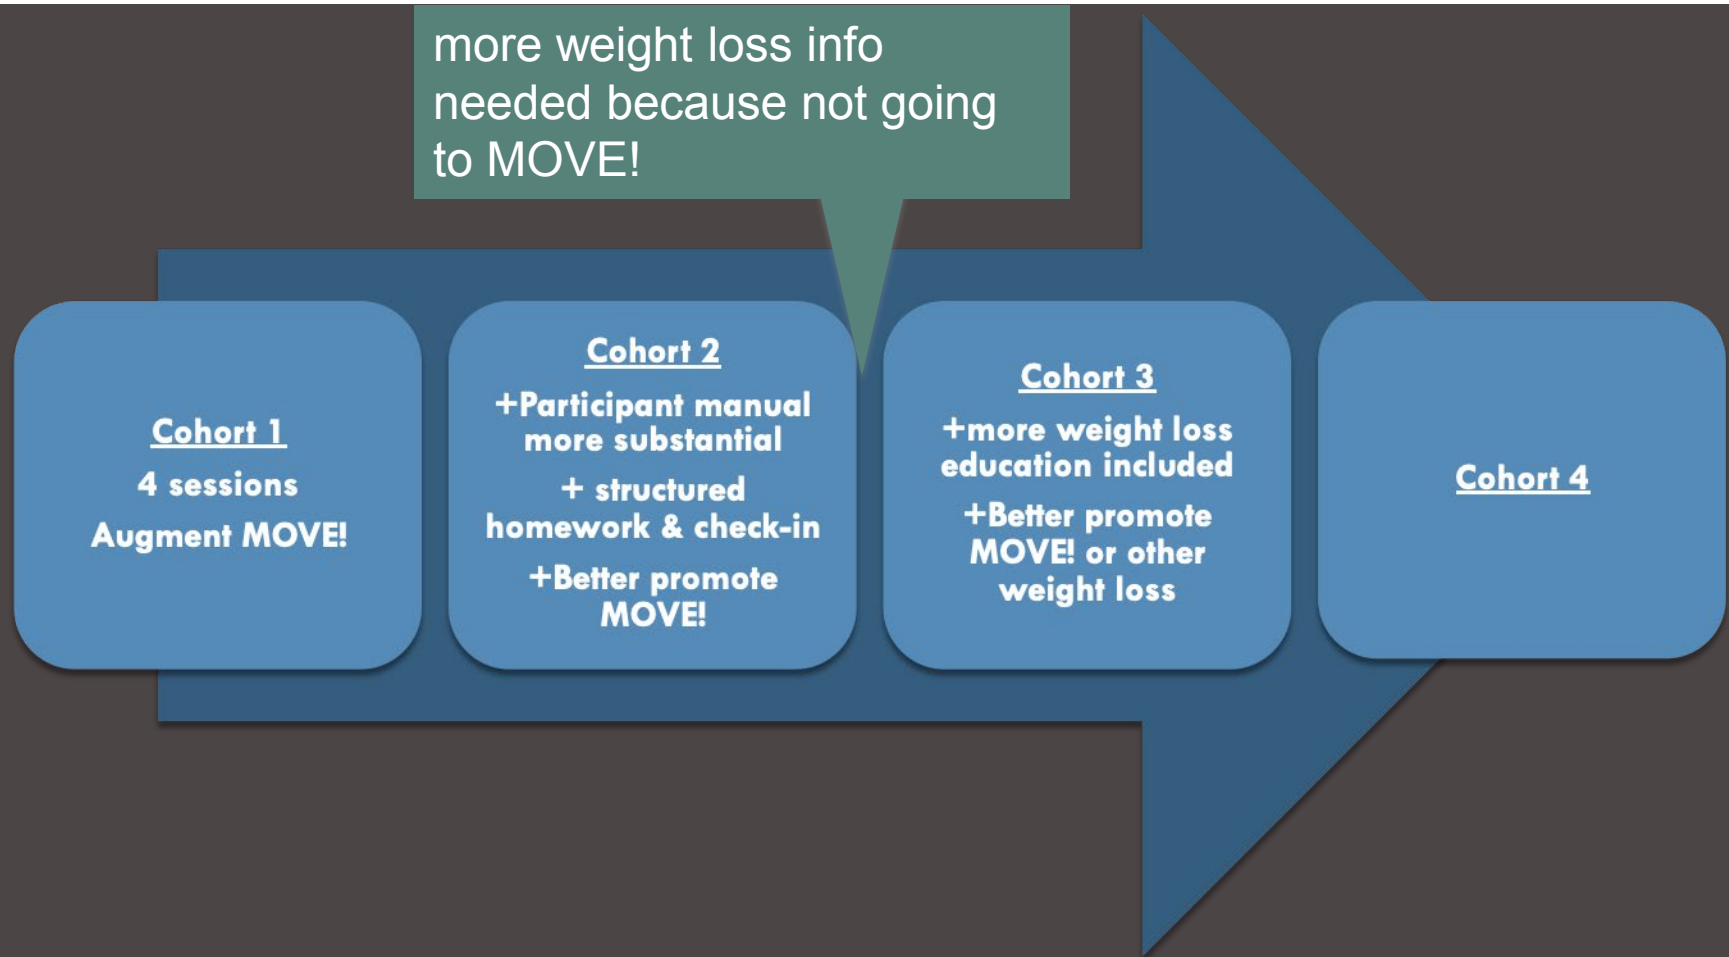 more weight loss info
needed because not going
to MOVE!
Cohort 1
4 sessions
Augment MOVE!
Cohort 2
+Participant manual
more substantial
+ structured
homework & check-in
+Better promote
MOVE!
Cohort 3
+more weight loss
education included
+Better promote
MOVE! or other
weight loss
Cohort 4